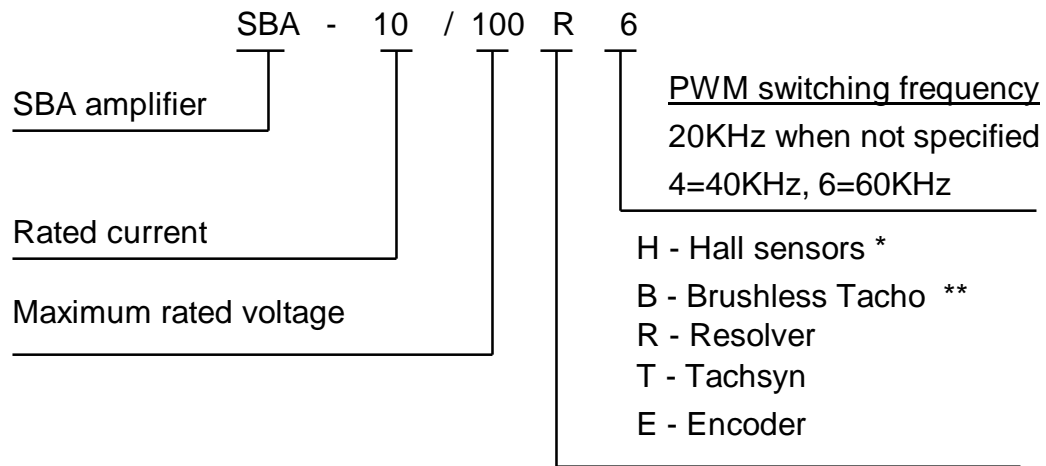 SBA - 10 / 100 R 6
SBA amplifier
PWM switching frequency
20KHz when not specified
4=40KHz, 6=60KHz
Rated current
H - Hall sensors *
B - Brushless Tacho **
Maximum rated voltage
R - Resolver
T - Tachsyn
E - Encoder